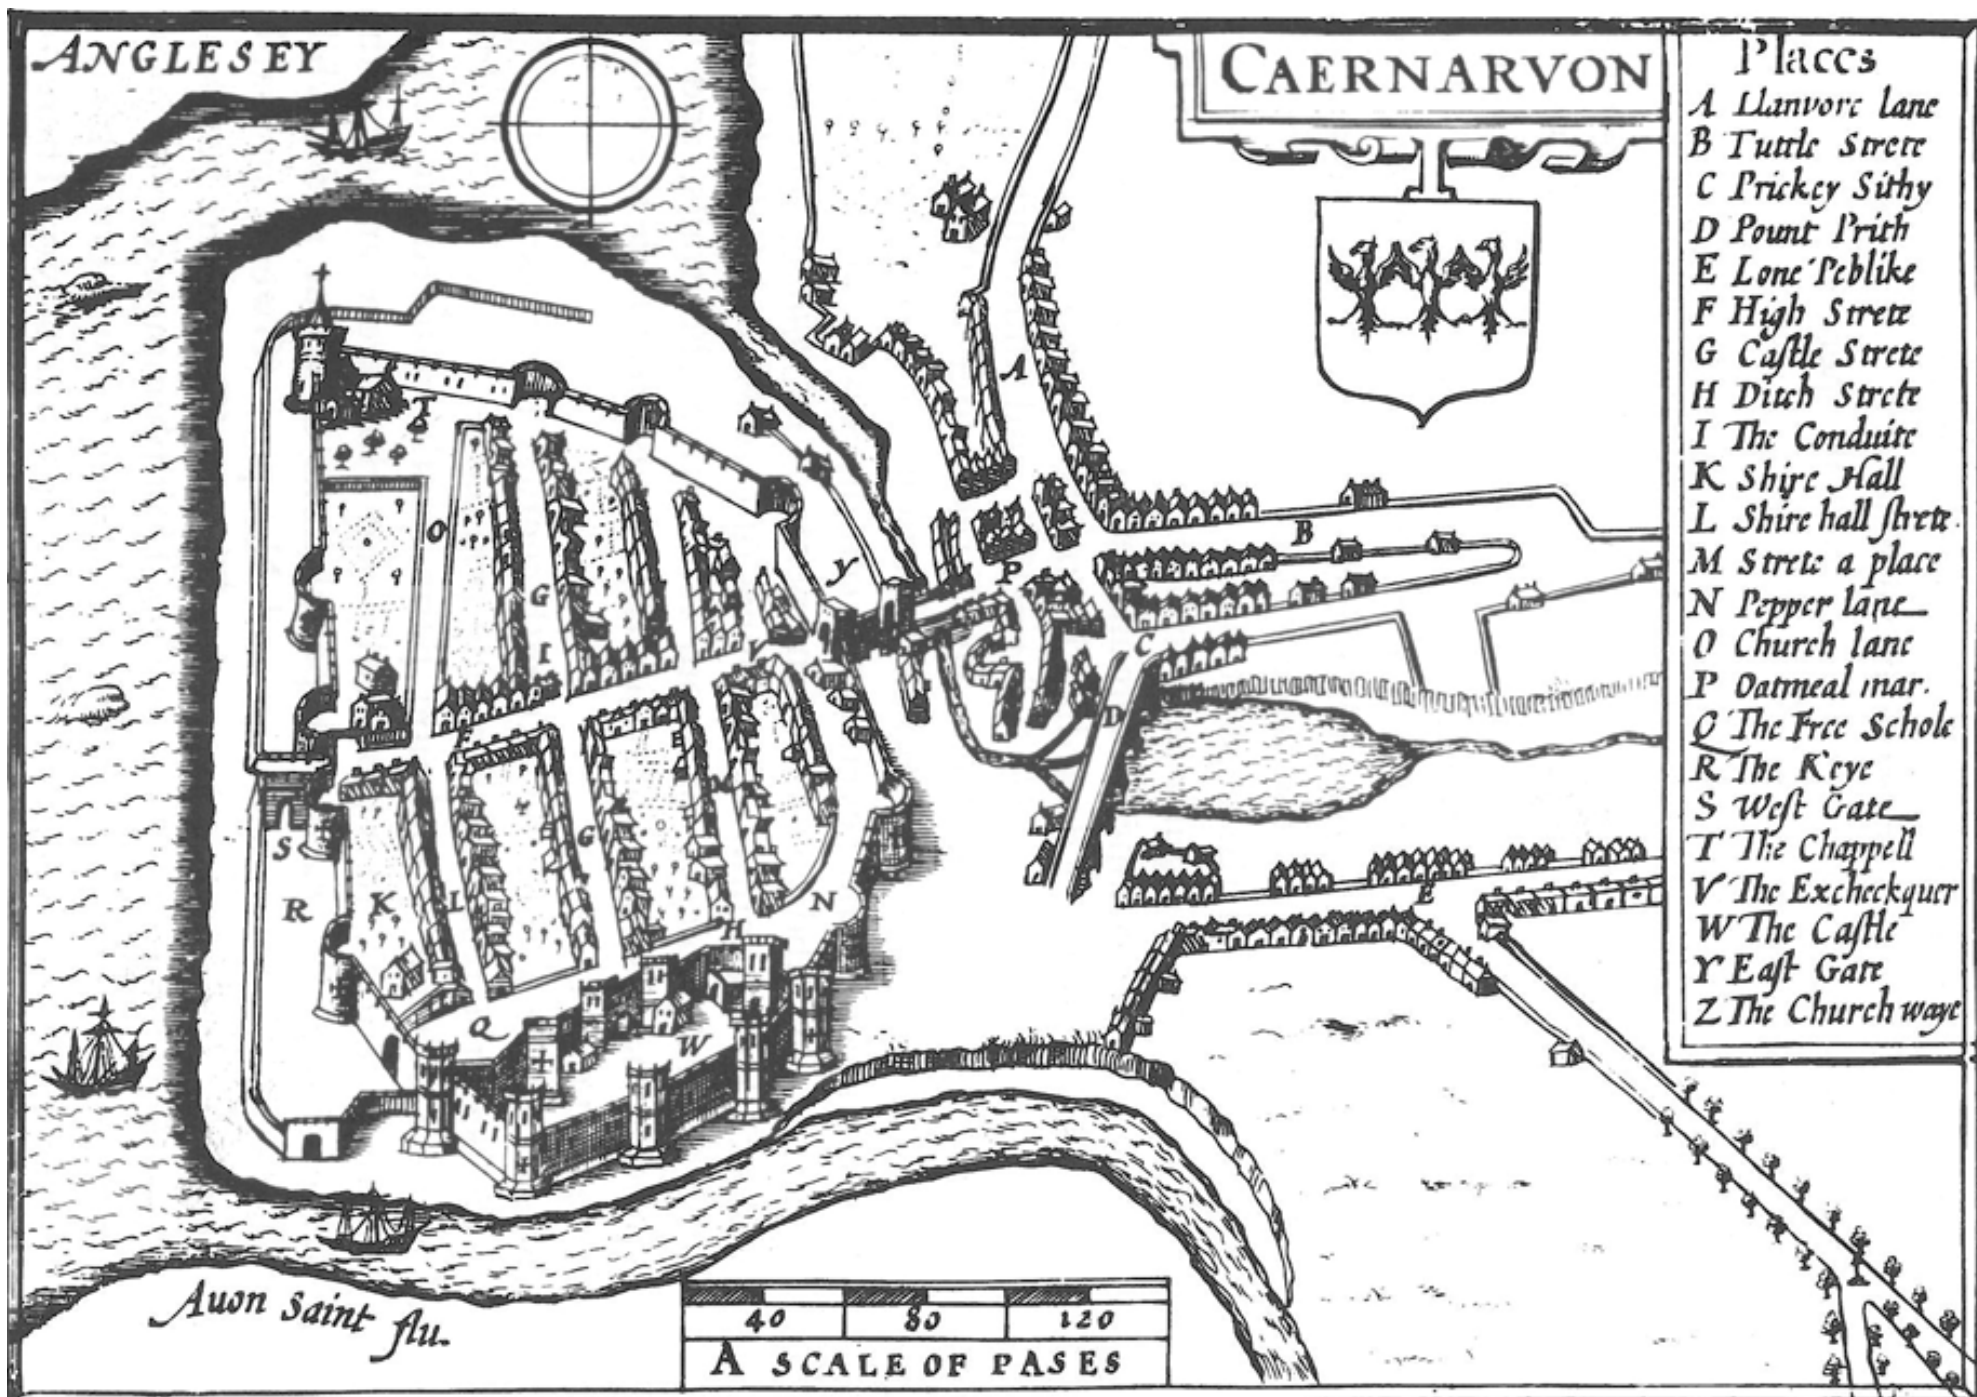 ANGLESEY
CAERNARVON
Places
A Llanvore lane
B Tuttle Strete
C Prickey Sithy
D Pount Prith
E Lone Peblike
F High Strete
G Caſtle Strete
H Ditch Strete
I The Conduite
K Shire Hall
L Shire hall ſtrete.
M Strete a place
N Pepper lane
O Church lane
P Oatmeal mar.
Q The Free Schole
R The Keye
S Weſt Gate
T The Chappell
V The Excheckquer
W The Caſtle
Y Eaſt Gate
Z The Church waye
A
T
O
B
G
Y
P
I
V
C
F
D
M
G
S
R
K
L
N
E
H
Q
W
Auon Saint flu.
40 80 120
A SCALE OF PASES